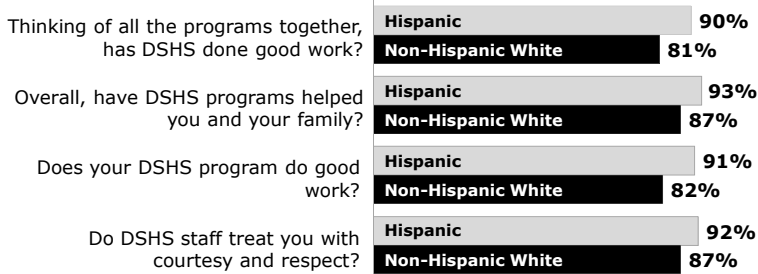 Thinking of all the programs together,
has DSHS done good work?
Hispanic 90%
Non-Hispanic White 81%
Overall, have DSHS programs helped
you and your family?
Hispanic 93%
Non-Hispanic White 87%
Does your DSHS program do good
work?
Hispanic 91%
Non-Hispanic White 82%
Do DSHS staff treat you with
courtesy and respect?
Hispanic 92%
Non-Hispanic White 87%